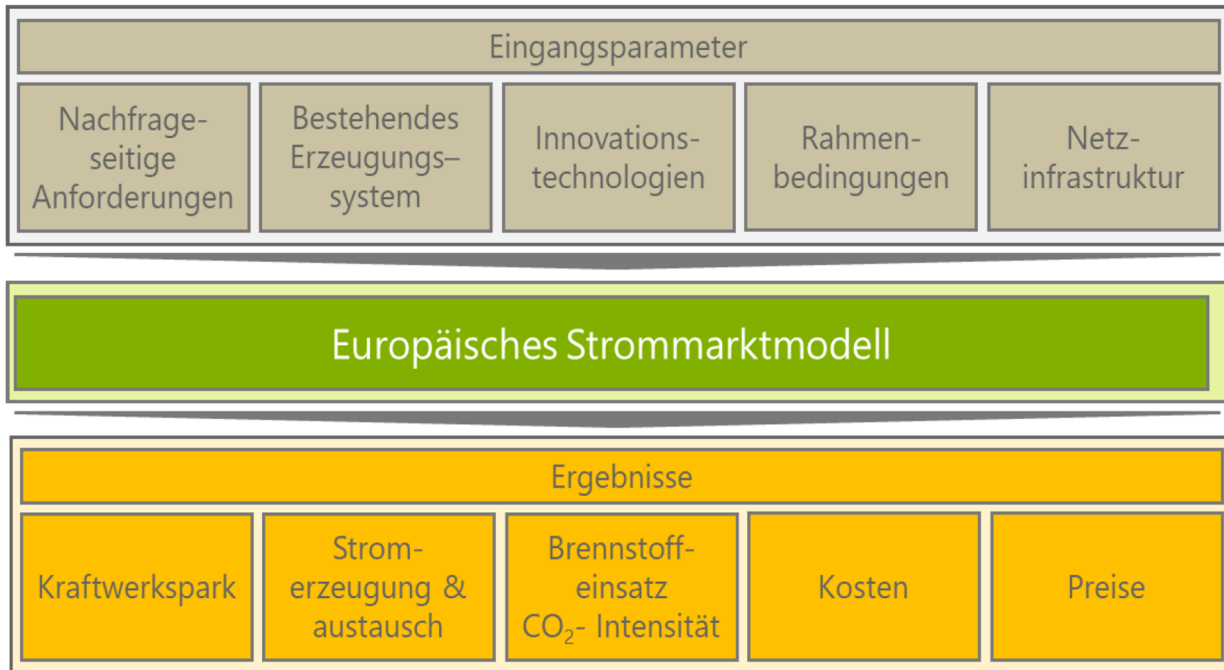 Eingangsparameter
Nachfrage-
seitige
Anforderungen
Bestehendes
Erzeugungs–
system
Innovations-
technologien
Rahmen-
bedingungen
Netz-
infrastruktur
Europäisches Strommarktmodell
Ergebnisse
Kraftwerkspark
Strom-
erzeugung &
austausch
Brennstoff-
einsatz
CO₂- Intensität
Kosten
Preise